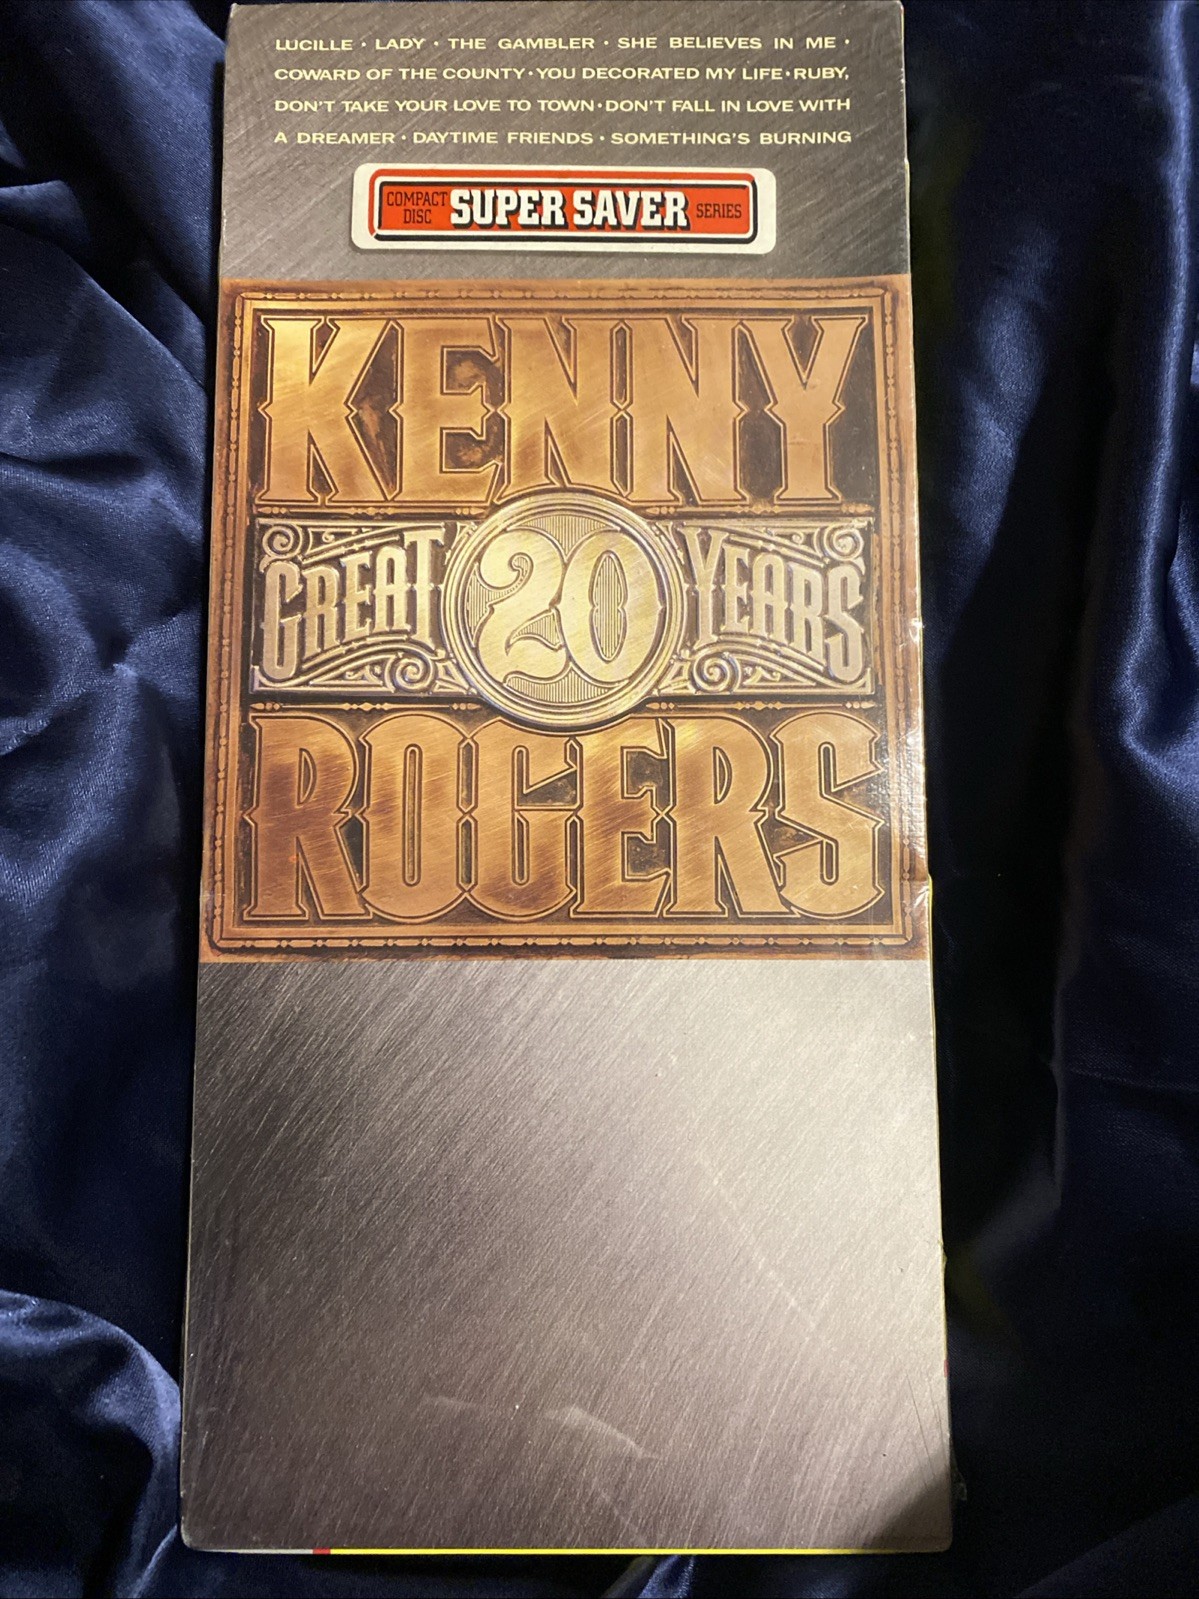 LUCILLE · LADY · THE GAMBLER · SHE BELIEVES IN ME ·
COWARD OF THE COUNTY · YOU DECORATED MY LIFE · RUBY,
DON'T TAKE YOUR LOVE TO TOWN · DON'T FALL IN LOVE WITH
A DREAMER · DAYTIME FRIENDS · SOMETHING'S BURNING
COMPACT DISC SUPER SAVER SERIES
KENNY
GREAT 20 YEARS
ROGERS